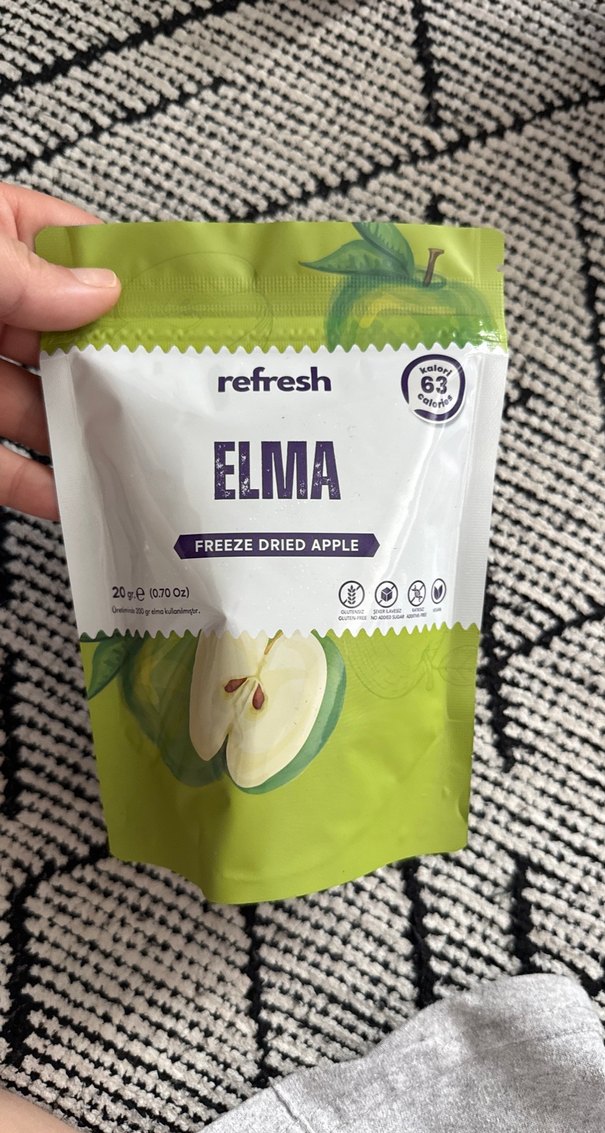 refresh
kalori
63
calories
ELMA
FREEZE DRIED APPLE
20 gr.℮ (0.70 Oz)
Üretiminde 200 gr elma kullanılmıştır.
GLUTENSİZ
GLUTEN-FREE
ŞEKER İLAVESİZ
NO ADDED SUGAR
KATKISIZ
ADDITIVE-FREE
VEGAN